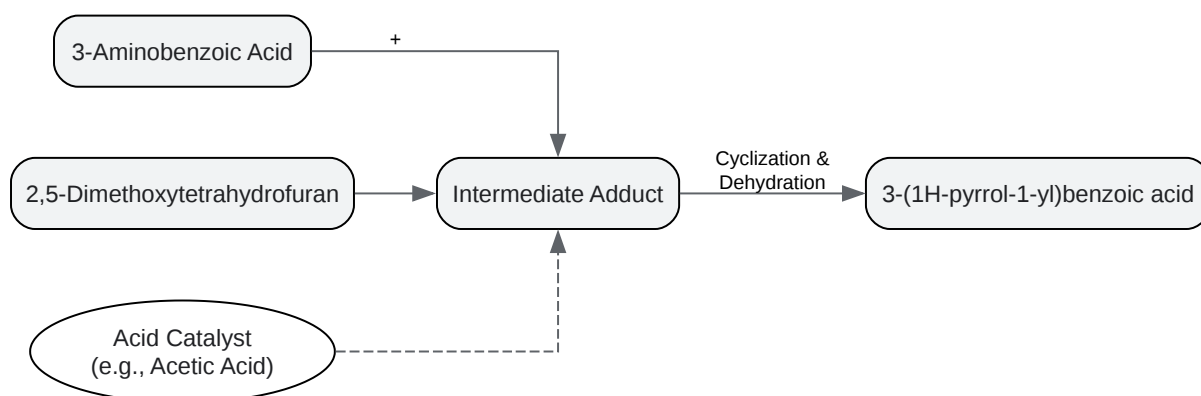 3-Aminobenzoic Acid
+
2,5-Dimethoxytetrahydrofuran
Intermediate Adduct
Cyclization &
Dehydration
3-(1H-pyrrol-1-yl)benzoic acid
Acid Catalyst
(e.g., Acetic Acid)